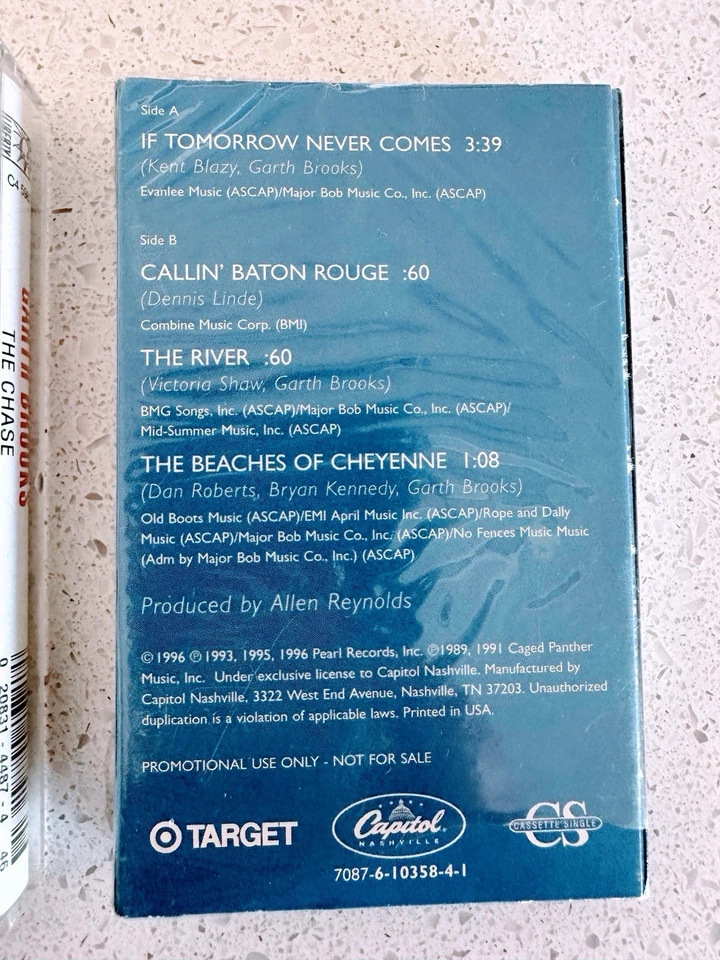 Side A
IF TOMORROW NEVER COMES 3:39
(Kent Blazy, Garth Brooks)
Evanlee Music (ASCAP)/Major Bob Music Co., Inc. (ASCAP)
Side B
CALLIN' BATON ROUGE :60
(Dennis Linde)
Combine Music Corp. (BMI)
THE RIVER :60
(Victoria Shaw, Garth Brooks)
BMG Songs, Inc. (ASCAP)/Major Bob Music Co., Inc. (ASCAP)/
Mid-Summer Music, Inc. (ASCAP)
THE BEACHES OF CHEYENNE 1:08
(Dan Roberts, Bryan Kennedy, Garth Brooks)
Old Boots Music (ASCAP)/EMI April Music Inc. (ASCAP)/Rope and Dally
Music (ASCAP)/Major Bob Music Co., Inc. (ASCAP)/No Fences Music Music
(Adm by Major Bob Music Co., Inc.) (ASCAP)
Produced by Allen Reynolds
©1996 ℗1993, 1995, 1996 Pearl Records, Inc. ℗1989, 1991 Caged Panther
Music, Inc. Under exclusive license to Capitol Nashville. Manufactured by
Capitol Nashville, 3322 West End Avenue, Nashville, TN 37203. Unauthorized
duplication is a violation of applicable laws. Printed in USA.
PROMOTIONAL USE ONLY - NOT FOR SALE
TARGET
Capitol
NASHVILLE
CS
CASSETTE SINGLE
7087-6-10358-4-1
GARTH BROOKS
THE CHASE
0 20831-4487-4 46